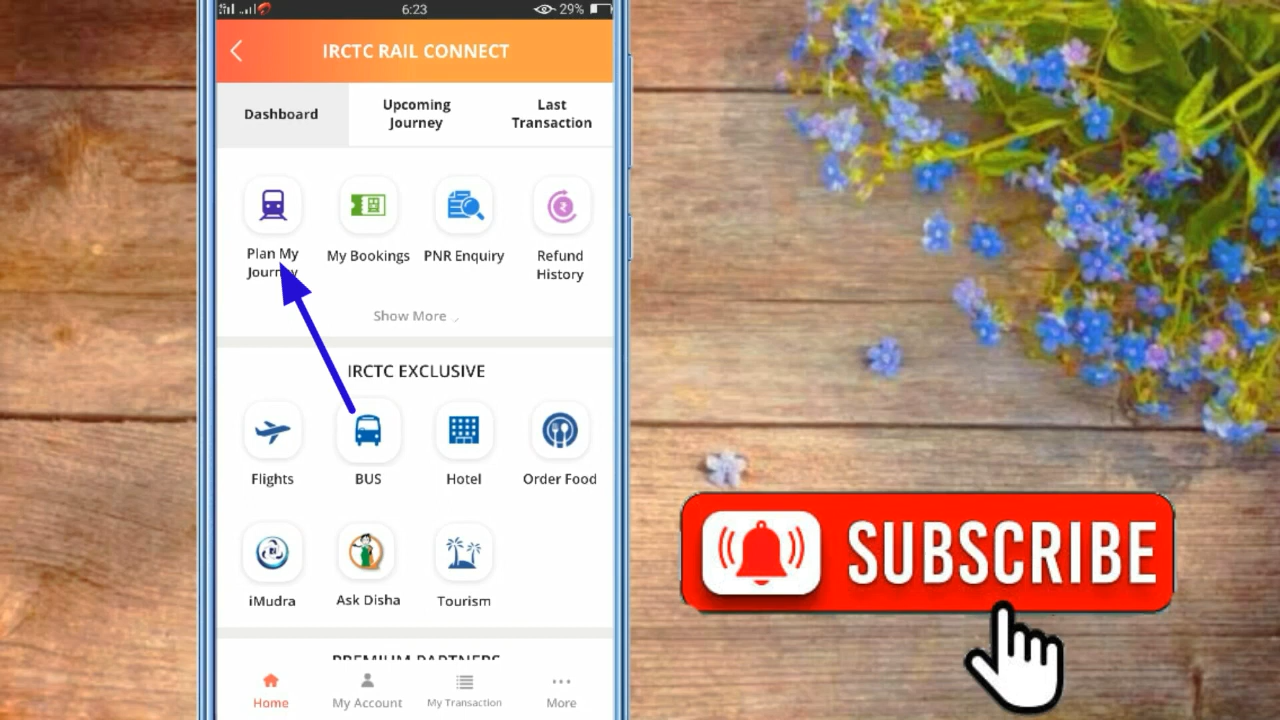 6:23
29%
IRCTC RAIL CONNECT
Dashboard
Upcoming
Journey
Last
Transaction
Plan My
Journey
My Bookings
PNR Enquiry
Refund
History
Show More
IRCTC EXCLUSIVE
Flights
BUS
Hotel
Order Food
iMudra
Ask Disha
Tourism
PREMIUM PARTNERS
Home
My Account
My Transaction
More
SUBSCRIBE